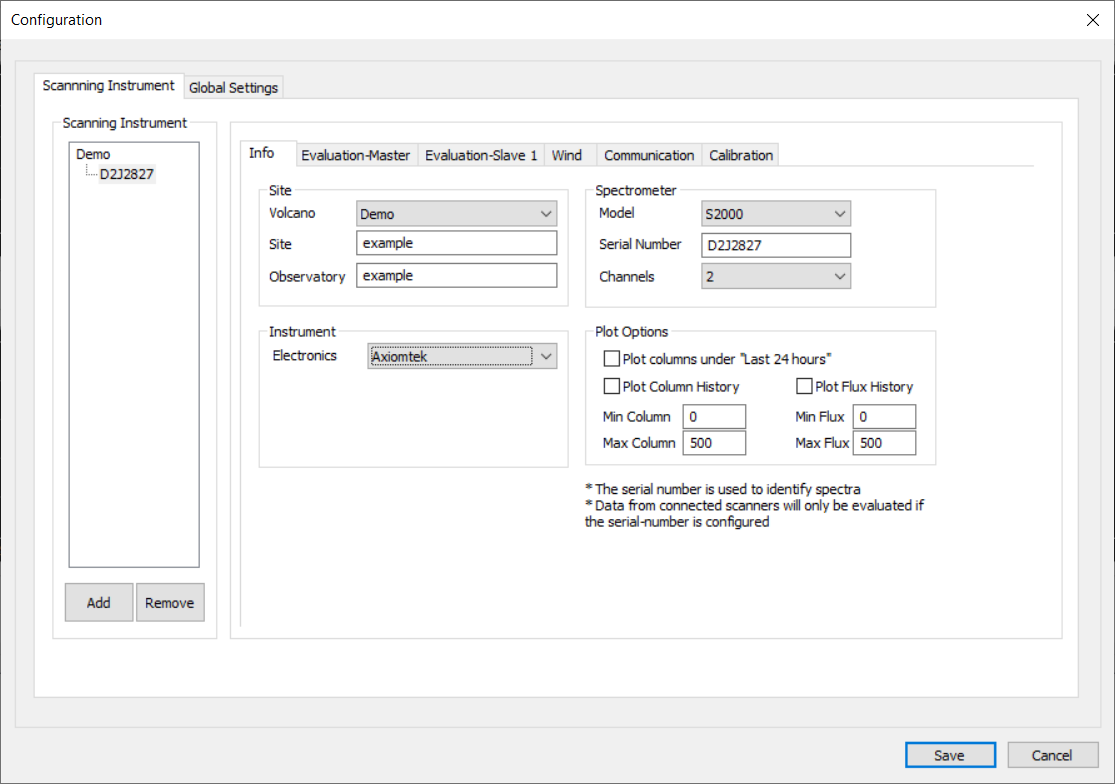 Configuration
Scannning Instrument
Global Settings
Scanning Instrument
Demo
D2J2827
Add
Remove
Info
Evaluation-Master
Evaluation-Slave 1
Wind
Communication
Calibration
Site
Volcano
Demo
Site
example
Observatory
example
Instrument
Electronics
Axiomtek
Spectrometer
Model
S2000
Serial Number
D2J2827
Channels
2
Plot Options
Plot columns under "Last 24 hours"
Plot Column History
Plot Flux History
Min Column
0
Min Flux
0
Max Column
500
Max Flux
500
* The serial number is used to identify spectra
* Data from connected scanners will only be evaluated if
the serial-number is configured
Save
Cancel